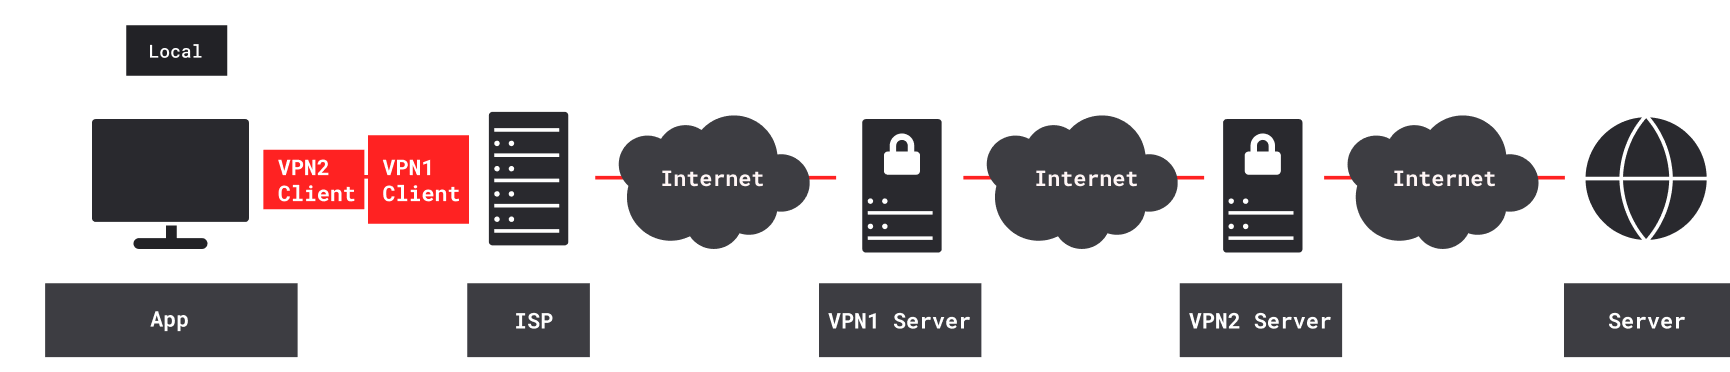 Local
VPN2
Client
VPN1
Client
Internet
Internet
Internet
App
ISP
VPN1 Server
VPN2 Server
Server